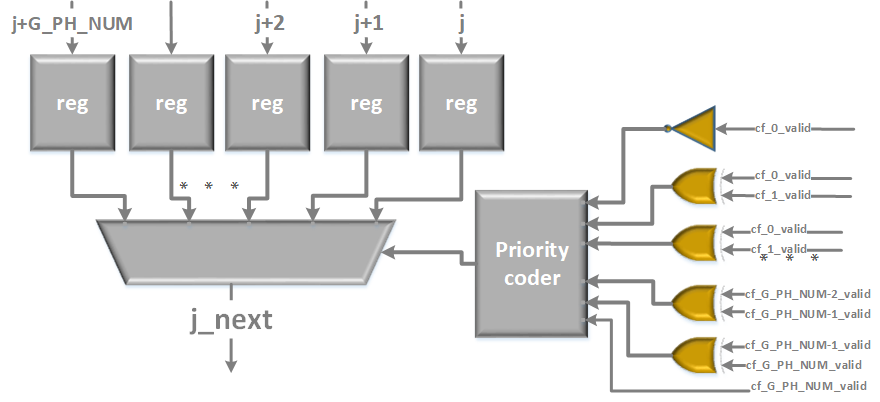 j+G_PH_NUM
j+2
j+1
j
reg
reg
reg
reg
reg
* * *
cf_0_valid
cf_0_valid
cf_1_valid
cf_0_valid
cf_1_valid
* * *
Priority
coder
cf_G_PH_NUM-2_valid
cf_G_PH_NUM-1_valid
j_next
cf_G_PH_NUM-1_valid
cf_G_PH_NUM_valid
cf_G_PH_NUM_valid